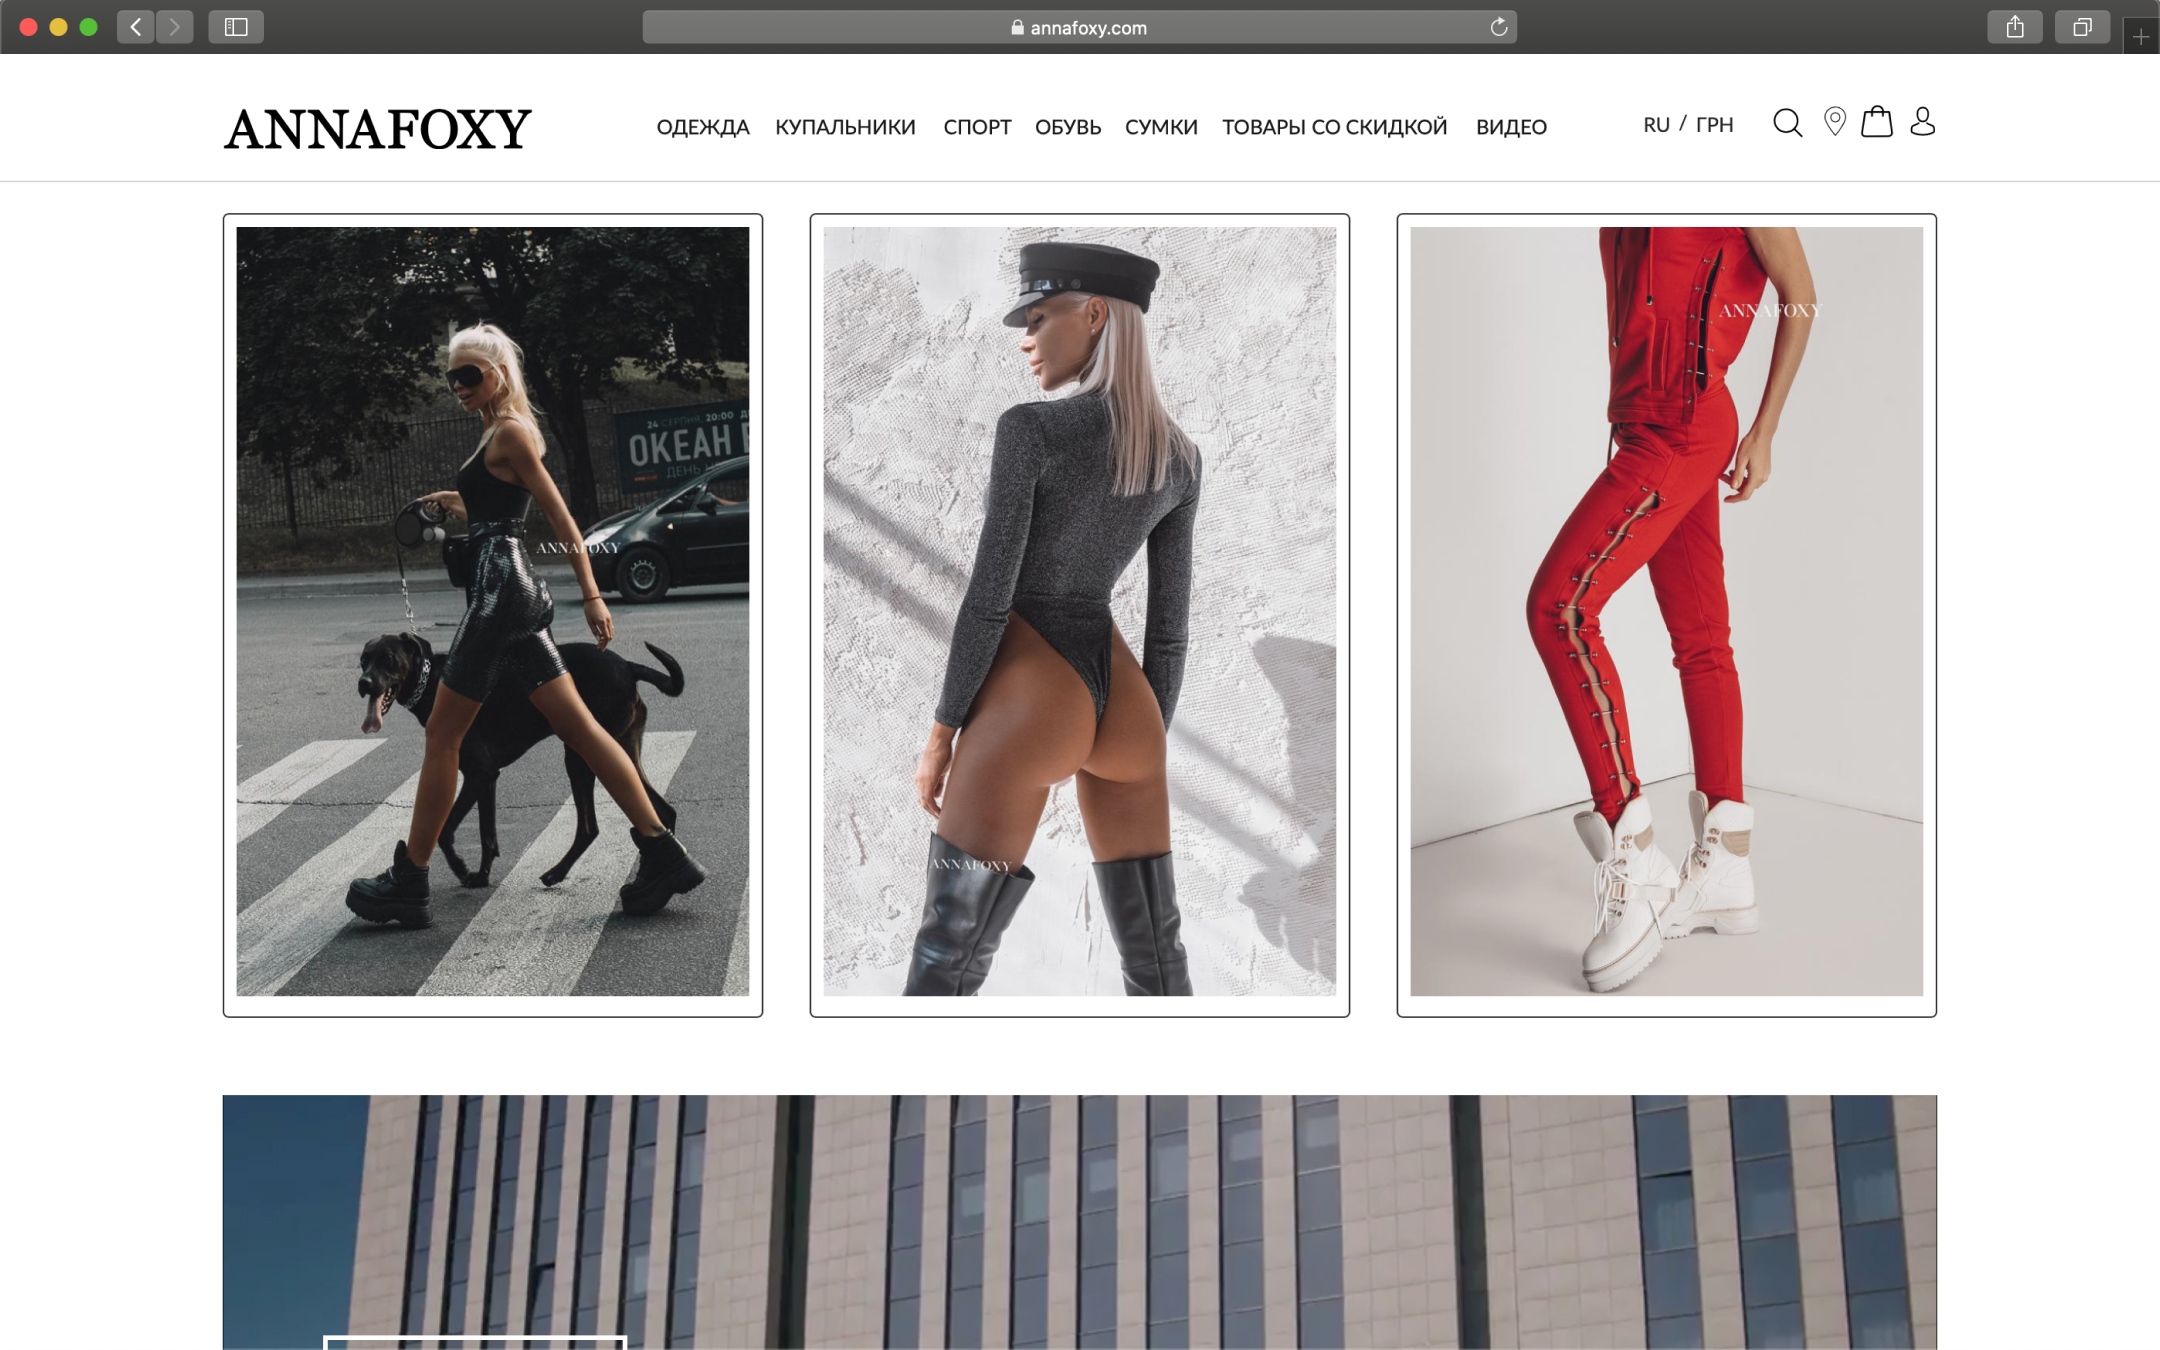 annafoxy.com
ANNAFOXY
ОДЕЖДА КУПАЛЬНИКИ СПОРТ ОБУВЬ СУМКИ ТОВАРЫ СО СКИДКОЙ ВИДЕО
RU / ГРН
24 СЕРПНЯ, 20:00
ОКЕАН
ДЕНЬ
ANNAFOXY
ANNAFOXY
ANNAFOXY